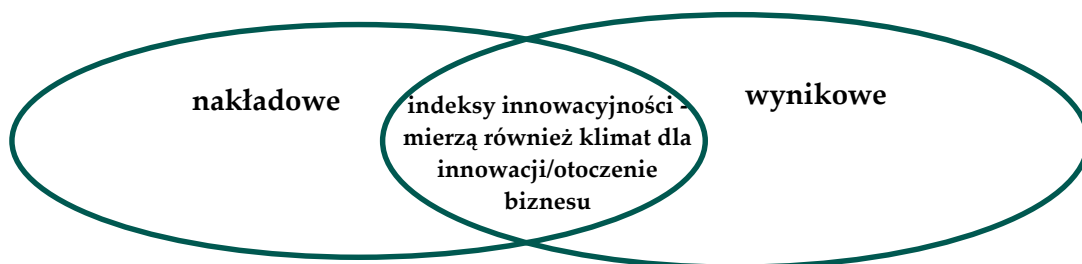 nakładowe
indeksy innowacyjności -
mierzą również klimat dla
innowacji/otoczenie
biznesu
wynikowe